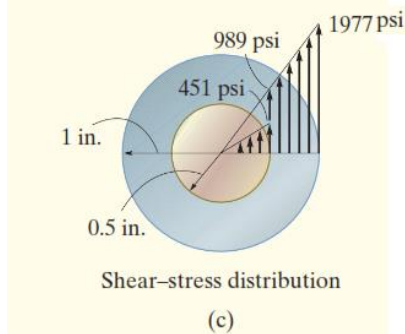 1977 psi
989 psi
451 psi
1 in.
0.5 in.
Shear–stress distribution
(c)